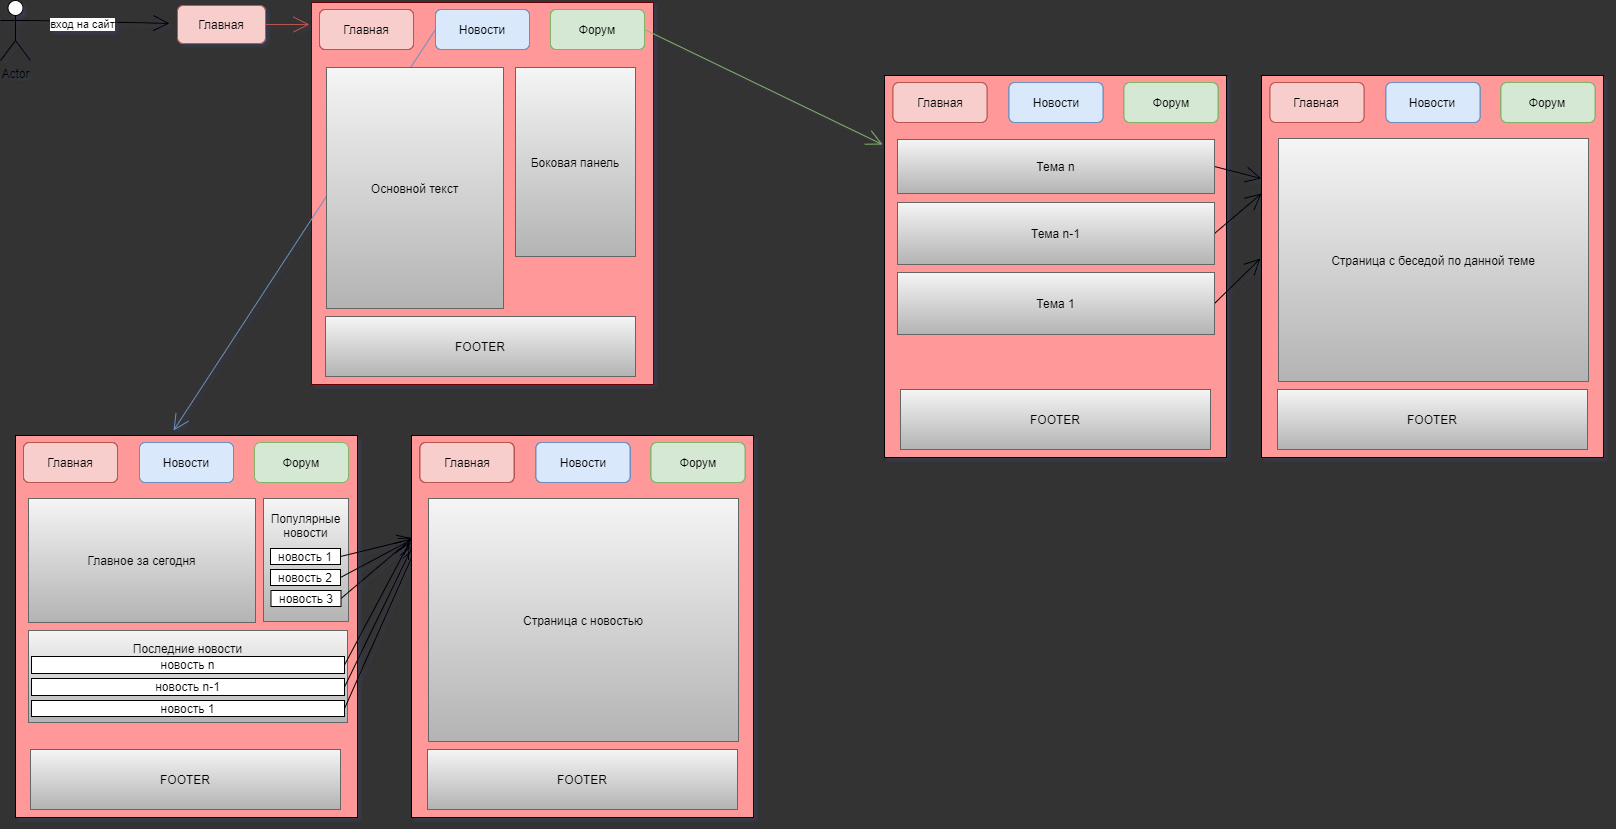 вход на сайт
Actor
Главная
Главная
Новости
Форум
Основной текст
Боковая панель
FOOTER
Главная
Новости
Форум
Тема n
Тема n-1
Тема 1
FOOTER
Главная
Новости
Форум
Страница с беседой по данной теме
FOOTER
Главная
Новости
Форум
Главное за сегодня
Популярные
новости
новость 1
новость 2
новость 3
Последние новости
новость n
новость n-1
новость 1
FOOTER
Главная
Новости
Форум
Страница с новостью
FOOTER